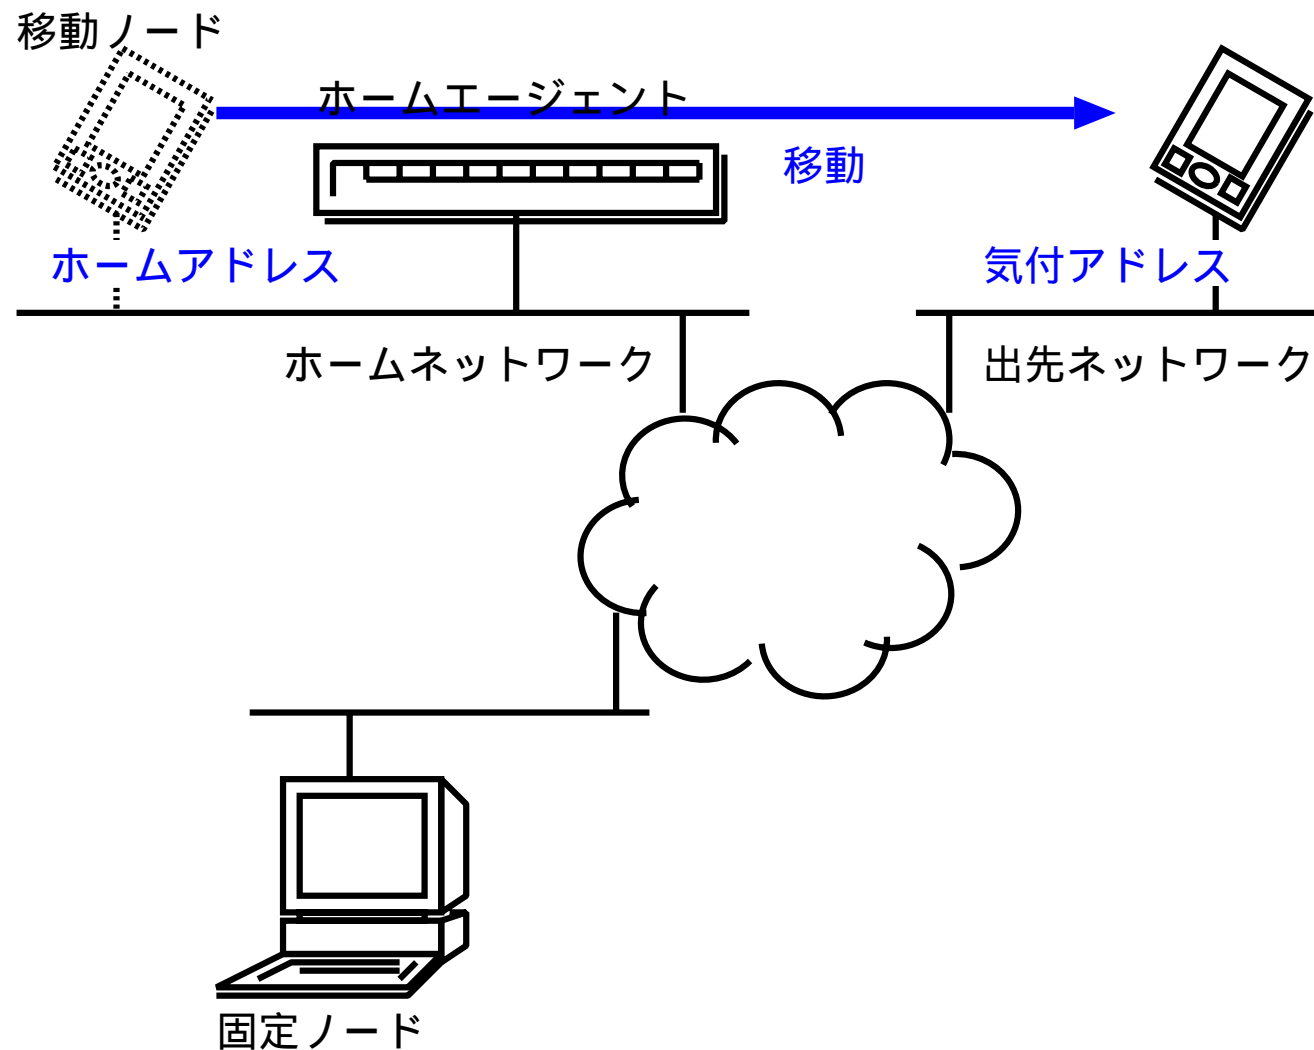 移動ノード
ホームエージェント
移動
ホームアドレス
気付アドレス
ホームネットワーク
出先ネットワーク
固定ノード